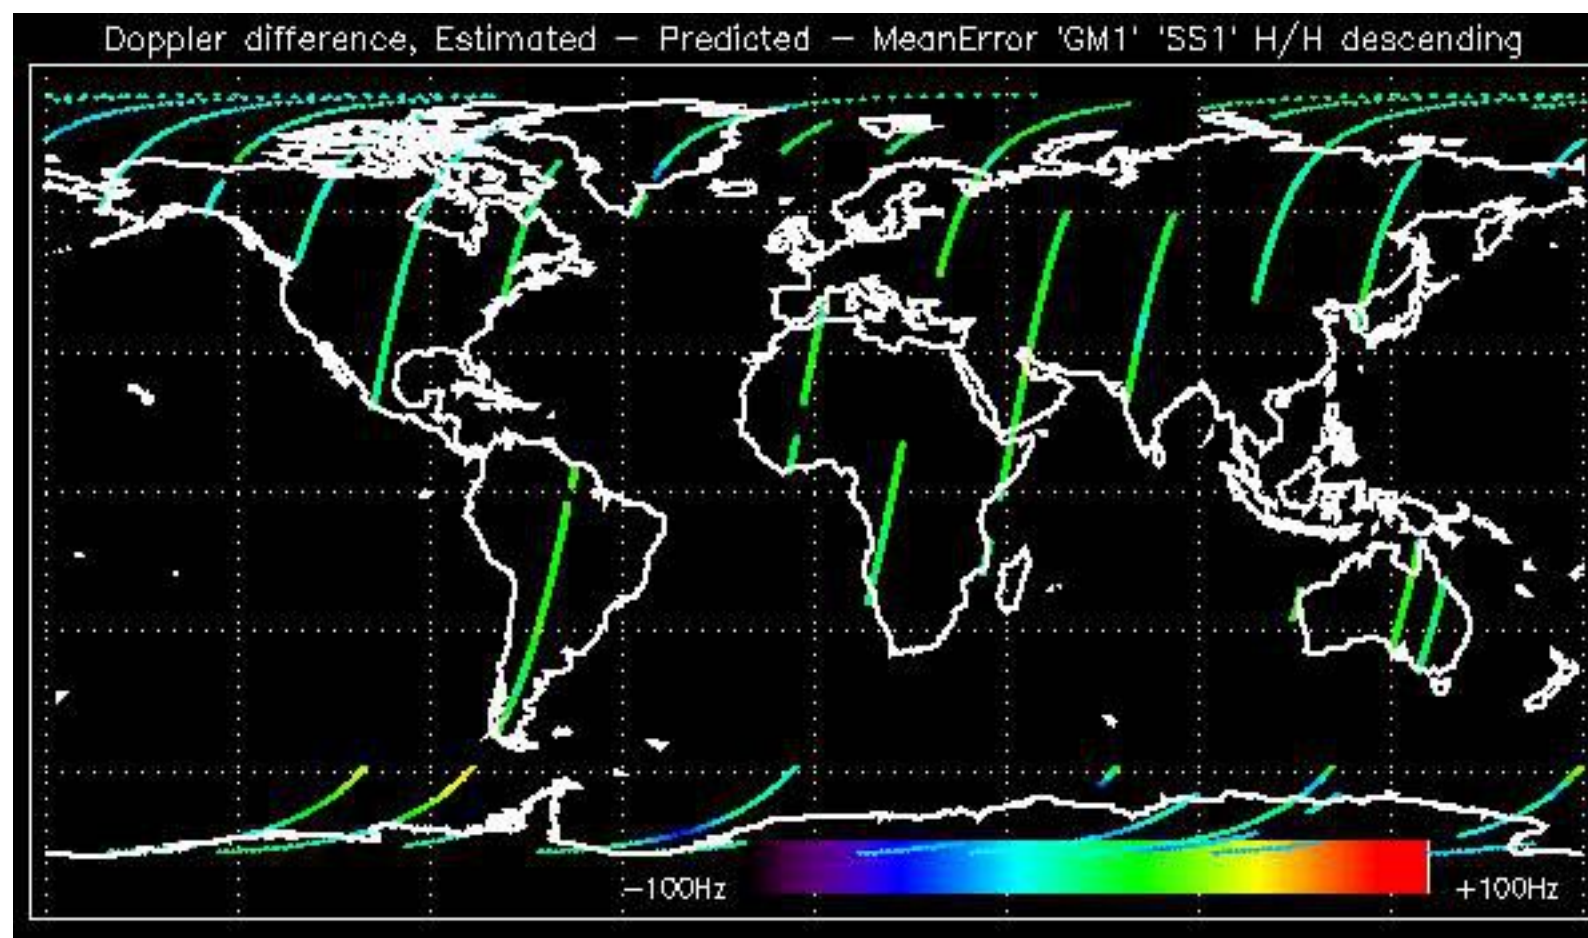 Doppler difference, Estimated − Predicted − MeanError 'GM1' 'SS1' H/H descending
−100Hz +100Hz